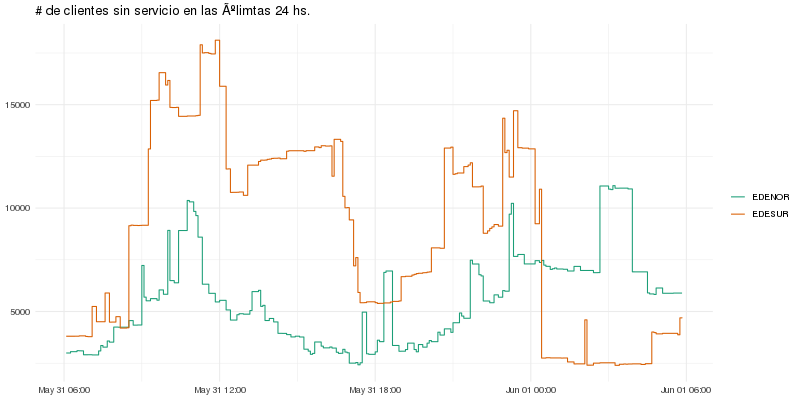 # de clientes sin servicio en las Ãºlimtas 24 hs.
15000
10000
5000
EDENOR
EDESUR
May 31 06:00 May 31 12:00 May 31 18:00 Jun 01 00:00 Jun 01 06:00